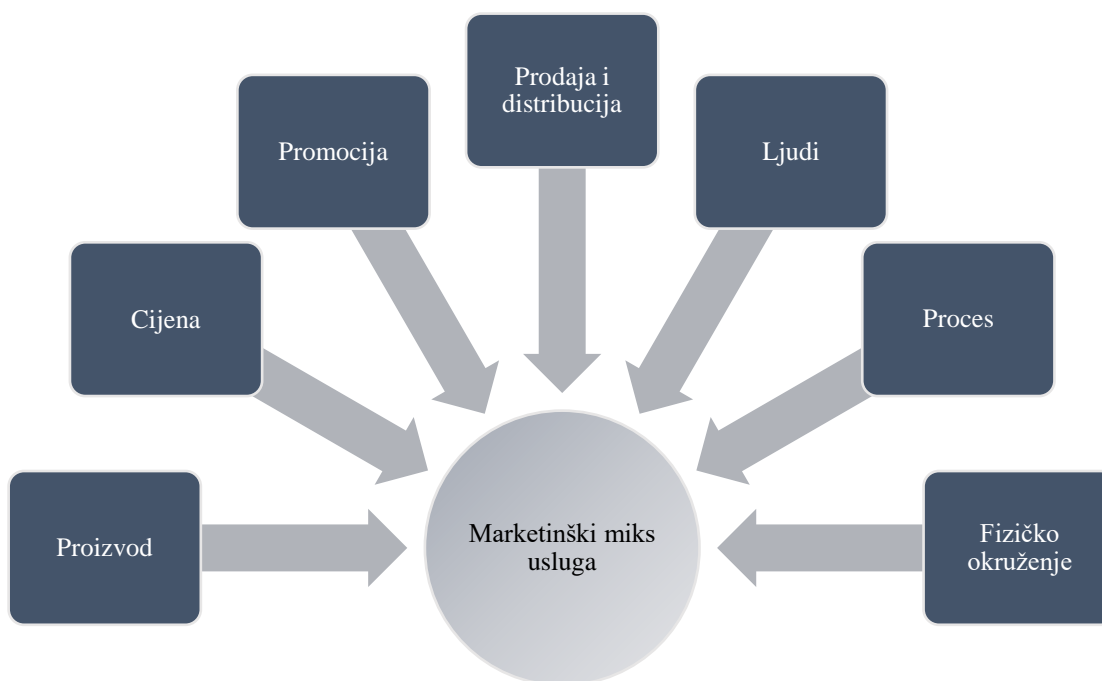 Prodaja i
distribucija
Promocija
Ljudi
Cijena
Proces
Proizvod
Marketinški miks
usluga
Fizičko
okruženje